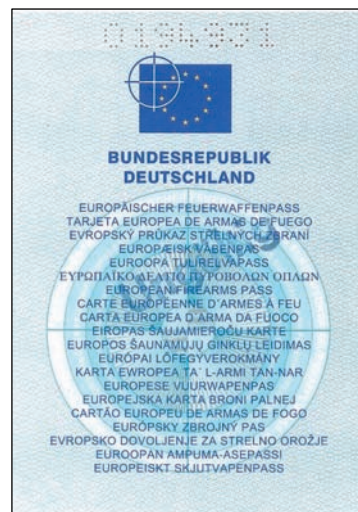 0194931
BUNDESREPUBLIK
DEUTSCHLAND
EUROPÄISCHER FEUERWAFFENPASS
TARJETA EUROPEA DE ARMAS DE FUEGO
EVROPSKÝ PRŮKAZ STŘELNÝCH ZBRANÍ
EUROPÆISK VÅBENPAS
EUROOPA TULIRELVAPASS
ΕΥΡΩΠΑΪΚΟ ΔΕΛΤΙΟ ΠΥΡΟΒΟΛΩΝ ΟΠΛΩΝ
EUROPEAN FIREARMS PASS
CARTE EUROPÉENNE D'ARMES À FEU
CARTA EUROPEA D'ARMA DA FUOCO
EIROPAS ŠAUJAMIEROČU KARTE
EUROPOS ŠAUNAMŲJŲ GINKLŲ LEIDIMAS
EURÓPAI LŐFEGYVEROKMÁNY
KARTA EWROPEA TA' L-ARMI TAN-NAR
EUROPESE VUURWAPENPAS
EUROPEJSKA KARTA BRONI PALNEJ
CARTÃO EUROPEU DE ARMAS DE FOGO
EURÓPSKY ZBROJNÝ PAS
EVROPSKO DOVOLJENJE ZA STRELNO OROŽJE
EUROOPAN AMPUMA-ASEPASSI
EUROPEISKT SKJUTVAPENPASS